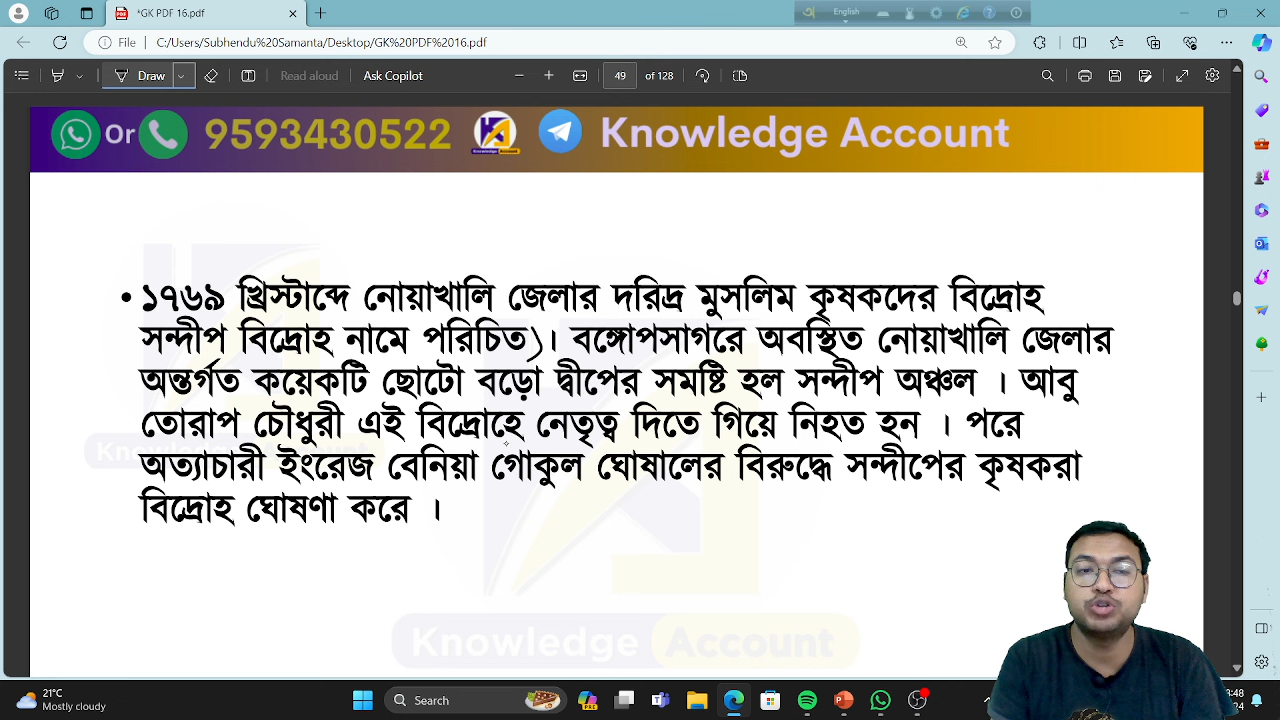 *GK PDF 16.pdf
English
File
C:/Users/Subhendu%20Samanta/Desktop/GK%20PDF%2016.pdf
Draw
Read aloud
Ask Copilot
49
of 128
Or 9593430522 Knowledge Account
• ১৭৬৯ খ্রিস্টাব্দে নোয়াখালি জেলার দরিদ্র মুসলিম কৃষকদের বিদ্রোহ
সন্দীপ বিদ্রোহ নামে পরিচিত)। বঙ্গোপসাগরে অবস্থিত নোয়াখালি জেলার
অন্তর্গত কয়েকটি ছোটো বড়ো দ্বীপের সমষ্টি হল সন্দীপ অঞ্চল । আবু
তোরাপ চৌধুরী এই বিদ্রোহে নেতৃত্ব দিতে গিয়ে নিহত হন । পরে
অত্যাচারী ইংরেজ বেনিয়া গোকুল ঘোষালের বিরুদ্ধে সন্দীপের কৃষকরা
বিদ্রোহ ঘোষণা করে ।
Knowledge Account
21°C
Mostly cloudy
Search